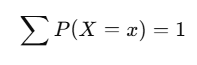 ∑ P(X = x) = 1